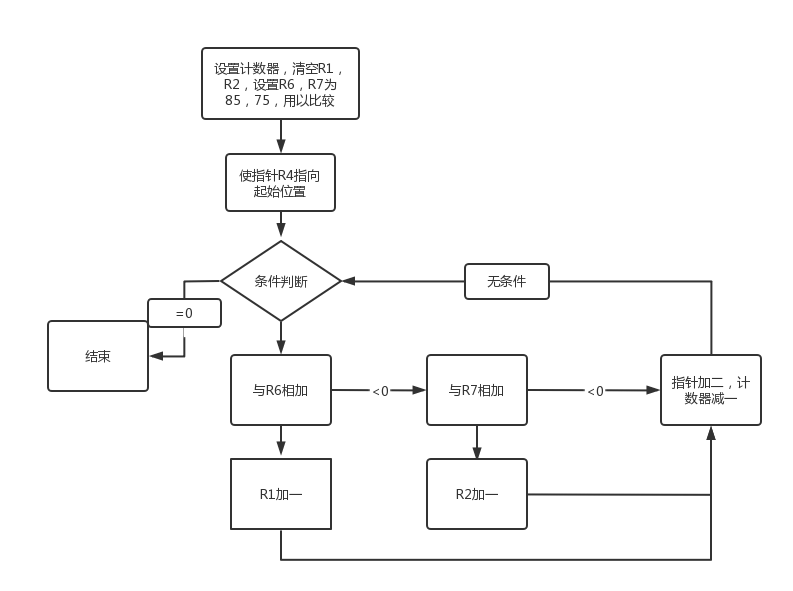 设置计数器，清空R1，
R2，设置R6，R7为
85，75，用以比较
使指针R4指向
起始位置
条件判断
无条件
=0
结束
与R6相加
<0
与R7相加
<0
指针加二，计
数器减一
R1加一
R2加一